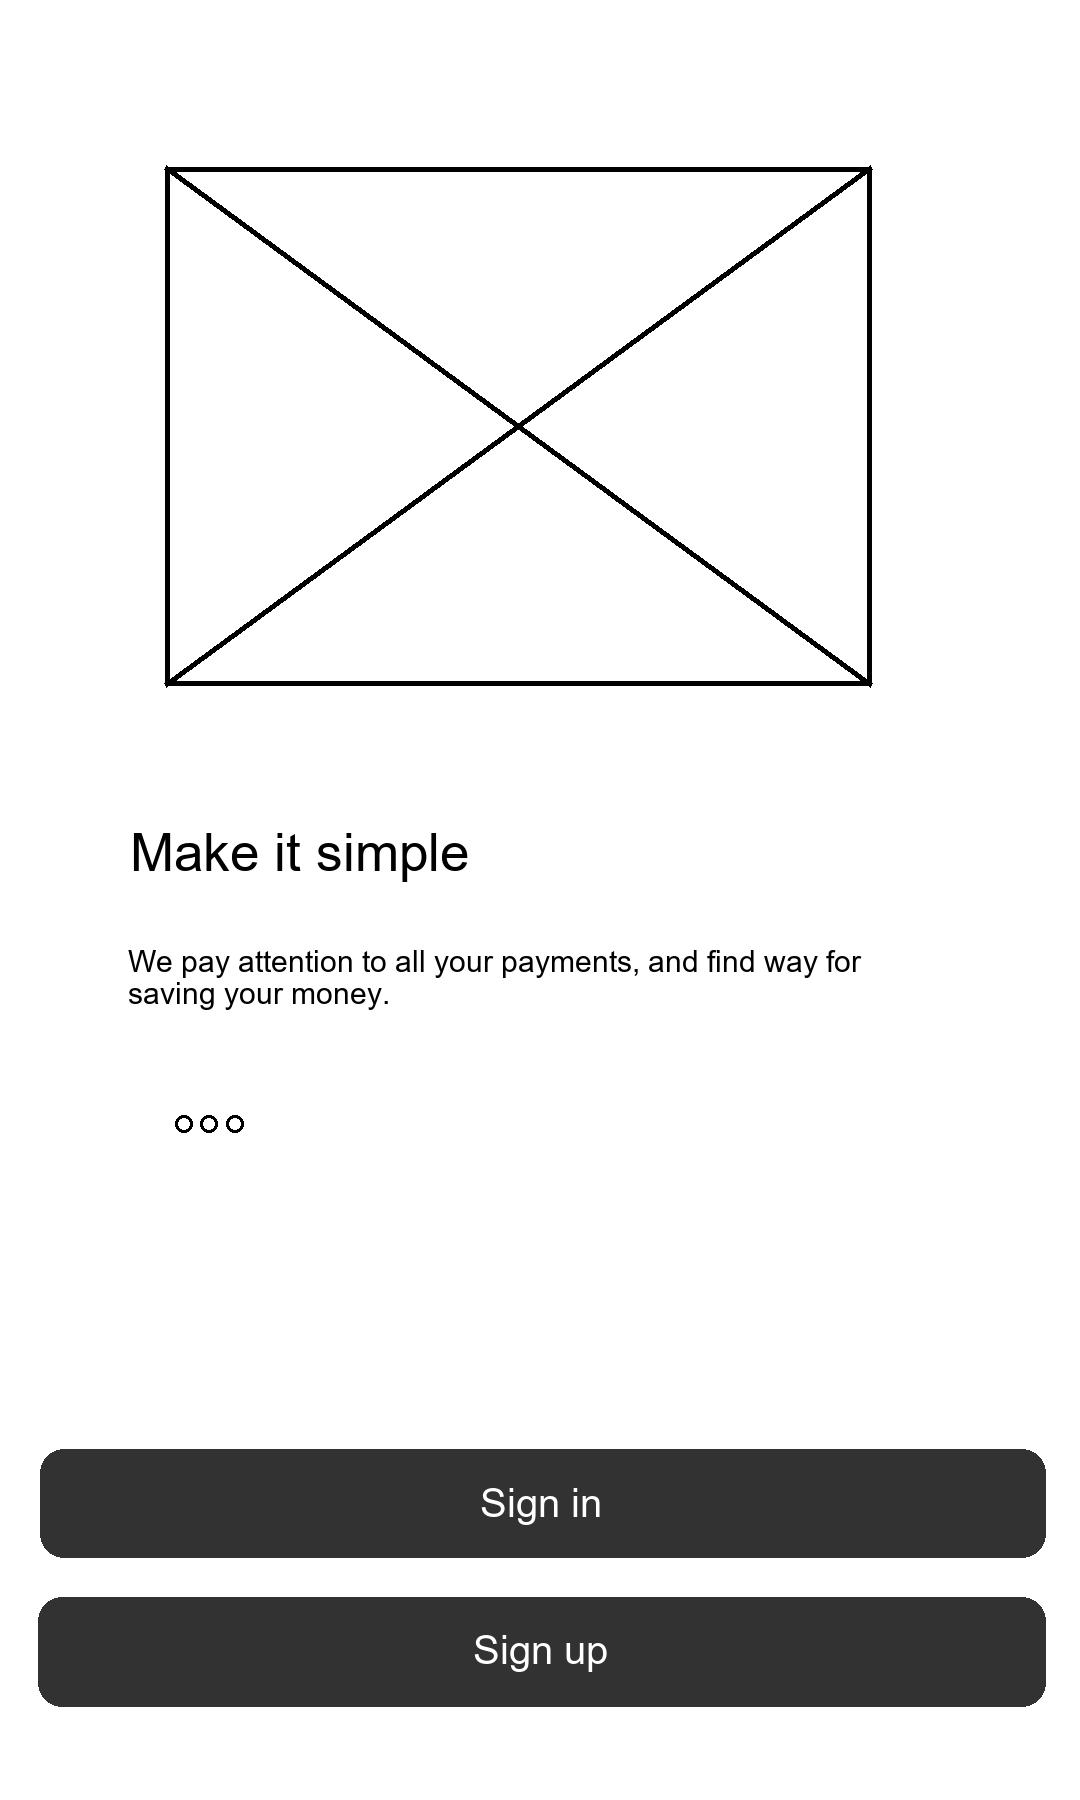 Make it simple
We pay attention to all your payments, and find way for
saving your money.
Sign in
Sign up